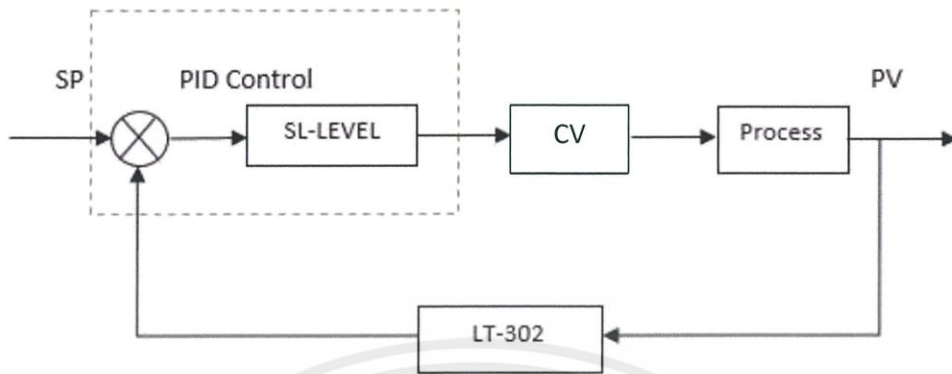 SP
PID Control
PV
SL-LEVEL
CV
Process
LT-302